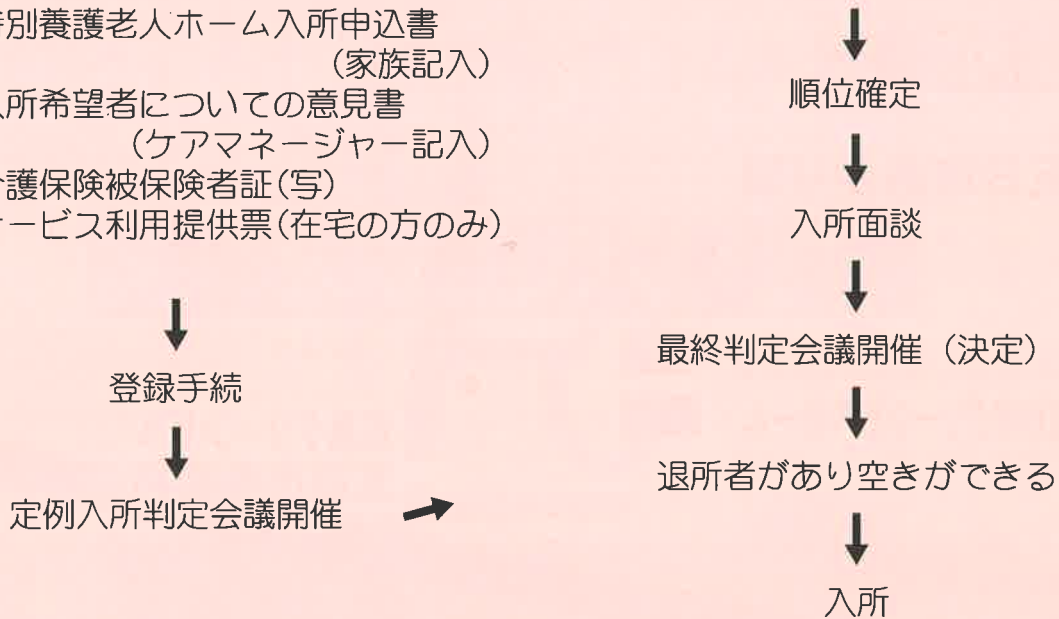 特別養護老人ホーム入所申込書
(家族記入)
入所希望者についての意見書
(ケアマネージャー記入)
介護保険被保険者証(写)
サービス利用提供票(在宅の方のみ)
登録手続
定例入所判定会議開催
順位確定
入所面談
最終判定会議開催(決定)
退所者があり空きができる
入所